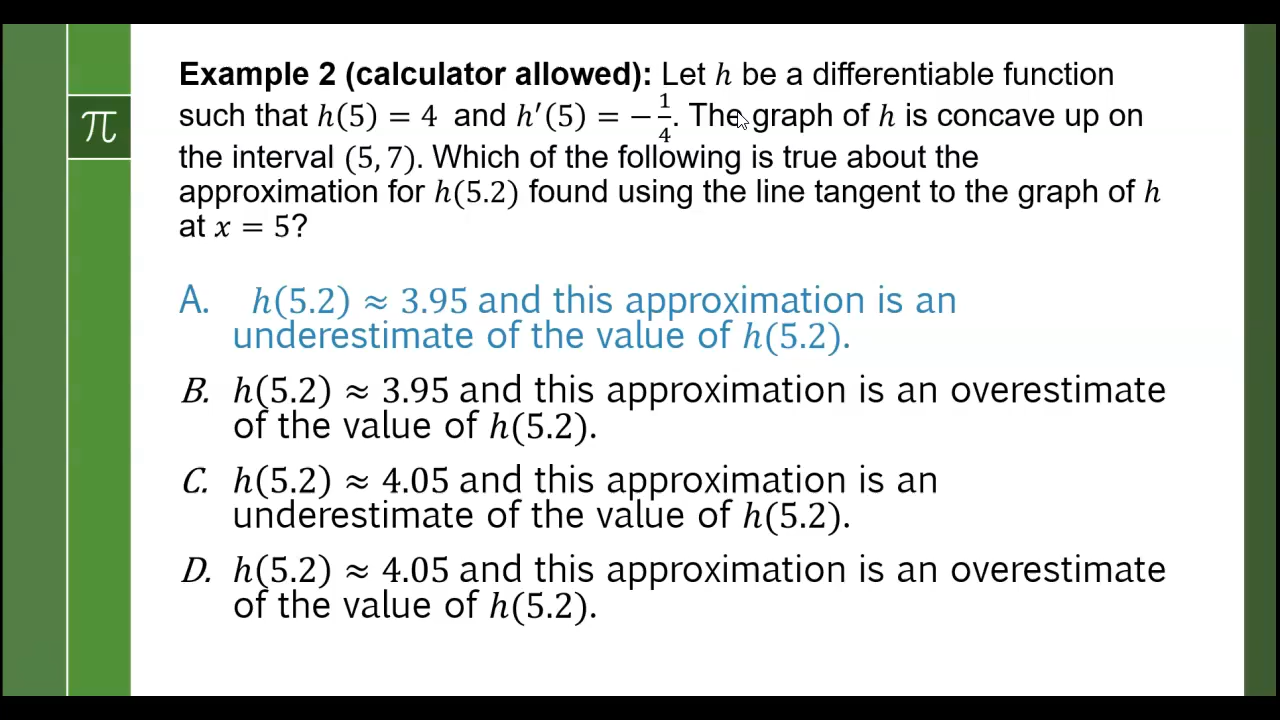 Example 2 (calculator allowed): Let h be a differentiable function
such that h(5) = 4 and h′(5) = −1/4. The graph of h is concave up on
the interval (5, 7). Which of the following is true about the
approximation for h(5.2) found using the line tangent to the graph of h
at x = 5?
π
A. h(5.2) ≈ 3.95 and this approximation is an
underestimate of the value of h(5.2).
B. h(5.2) ≈ 3.95 and this approximation is an overestimate
of the value of h(5.2).
C. h(5.2) ≈ 4.05 and this approximation is an
underestimate of the value of h(5.2).
D. h(5.2) ≈ 4.05 and this approximation is an overestimate
of the value of h(5.2).